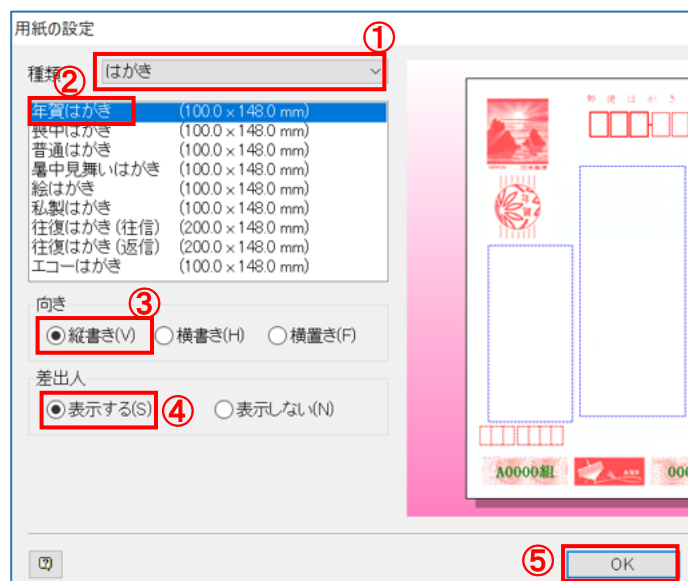 用紙の設定
①
種類 はがき
②
年賀はがき (100.0 × 148.0 mm)
喪中はがき (100.0 × 148.0 mm)
普通はがき (100.0 × 148.0 mm)
暑中見舞いはがき (100.0 × 148.0 mm)
絵はがき (100.0 × 148.0 mm)
私製はがき (100.0 × 148.0 mm)
往復はがき (往信) (200.0 × 148.0 mm)
往復はがき (返信) (200.0 × 148.0 mm)
エコーはがき (100.0 × 148.0 mm)
向き
③
縦書き(V) 横書き(H) 横置き(F)
差出人
表示する(S) ④ 表示しない(N)
郵便はがき
NIPPON 日本郵便
年賀
A0000組
⑤ OK